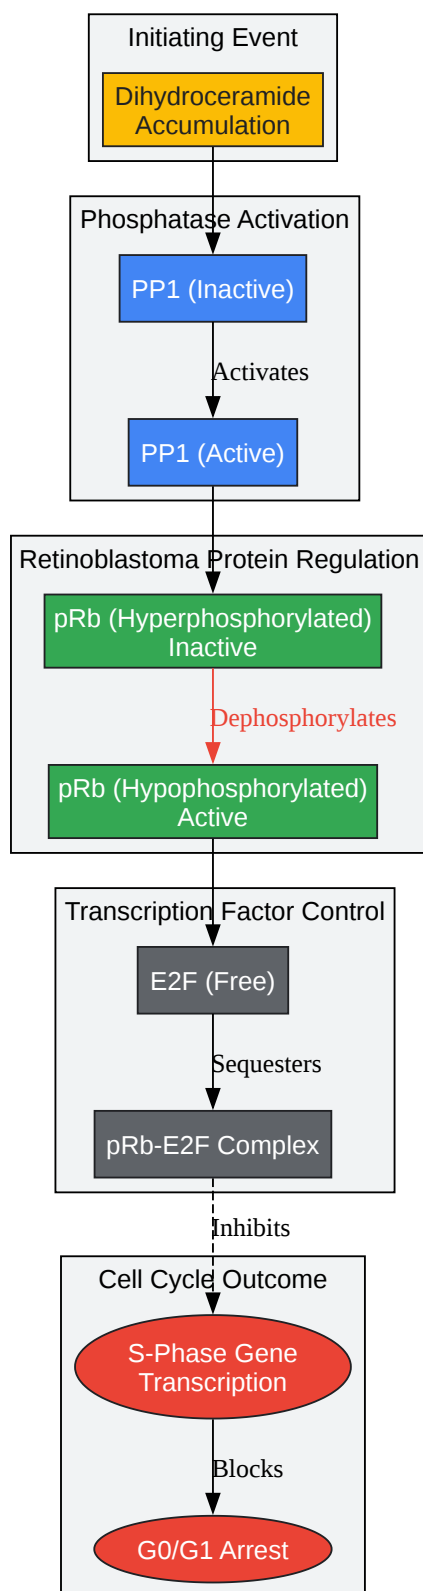 Initiating Event
Dihydroceramide
Accumulation
Phosphatase Activation
PP1 (Inactive)
Activates
PP1 (Active)
Retinoblastoma Protein Regulation
pRb (Hyperphosphorylated)
Inactive
Dephosphorylates
pRb (Hypophosphorylated)
Active
Transcription Factor Control
E2F (Free)
Sequesters
pRb-E2F Complex
Inhibits
Cell Cycle Outcome
S-Phase Gene
Transcription
Blocks
G0/G1 Arrest